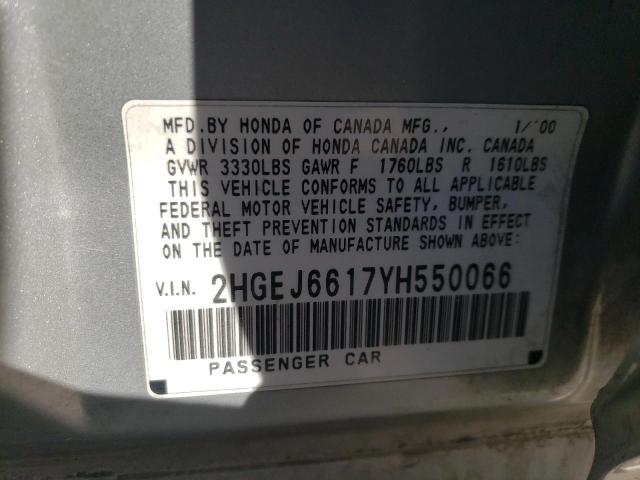 MFD.BY HONDA OF CANADA MFG., 1/'00
A DIVISION OF HONDA CANADA INC. CANADA
GVWR 3330LBS GAWR F 1760LBS R 1610LBS
THIS VEHICLE CONFORMS TO ALL APPLICABLE
FEDERAL MOTOR VEHICLE SAFETY, BUMPER,
AND THEFT PREVENTION STANDARDS IN EFFECT
ON THE DATE OF MANUFACTURE SHOWN ABOVE:
V.I.N. 2HGEJ6617YH550066
PASSENGER CAR